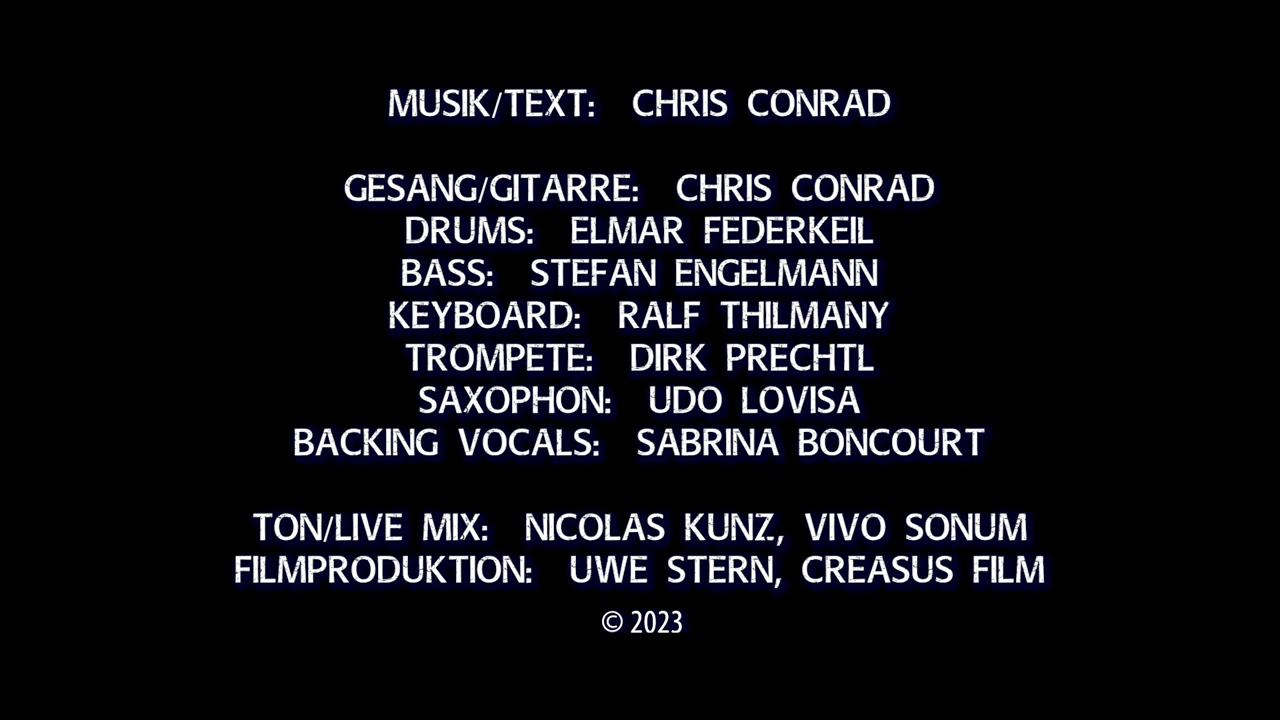 MUSIK/TEXT: CHRIS CONRAD
GESANG/GITARRE: CHRIS CONRAD
DRUMS: ELMAR FEDERKEIL
BASS: STEFAN ENGELMANN
KEYBOARD: RALF THILMANY
TROMPETE: DIRK PRECHTL
SAXOPHON: UDO LOVISA
BACKING VOCALS: SABRINA BONCOURT
TON/LIVE MIX: NICOLAS KUNZ, VIVO SONUM
FILMPRODUKTION: UWE STERN, CREASUS FILM
© 2023